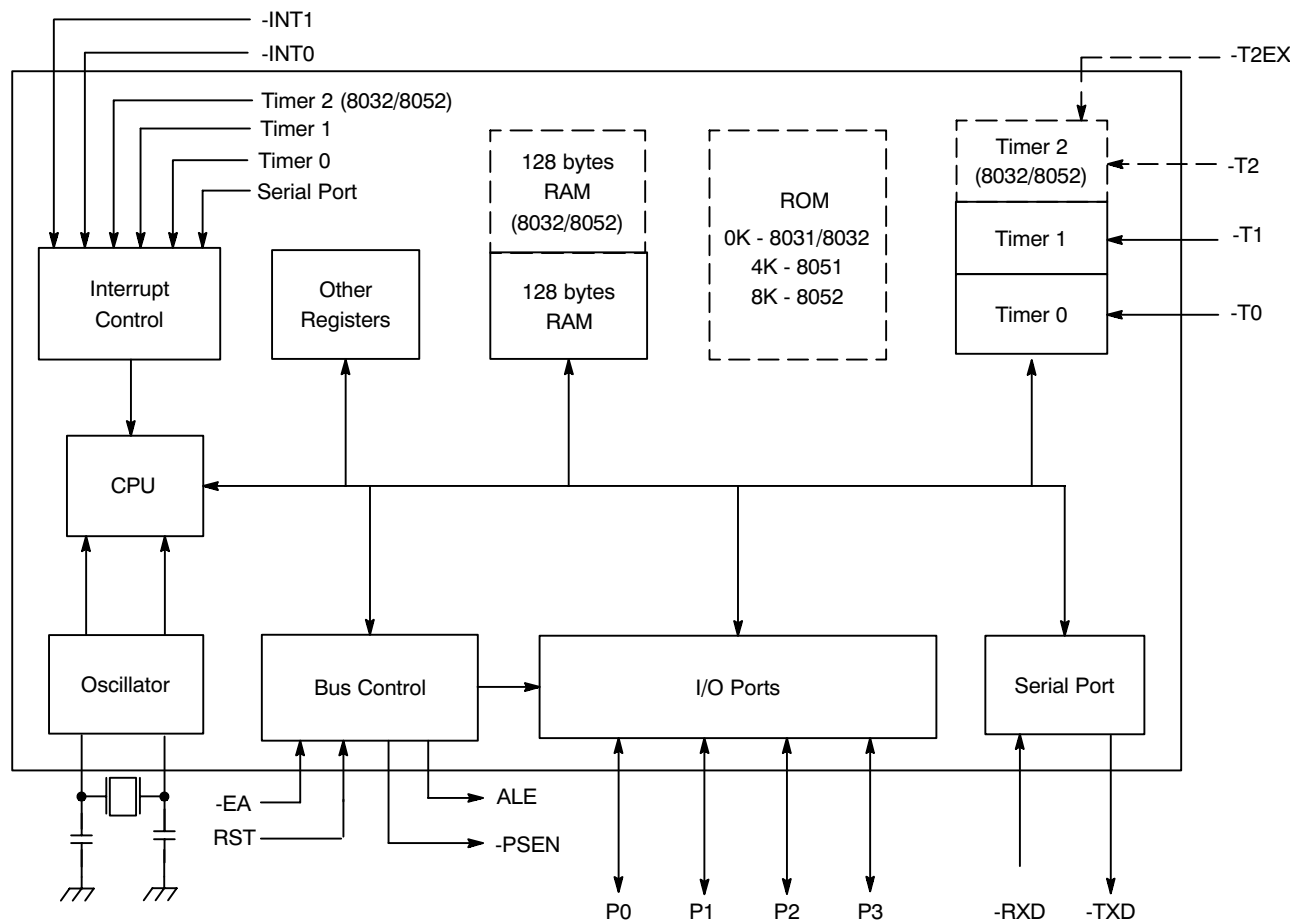 -INT1
-INT0
-T2EX
Timer 2 (8032/8052)
Timer 1
Timer 0
Serial Port
128 bytes
RAM
(8032/8052)
128 bytes
RAM
ROM
0K - 8031/8032
4K - 8051
8K - 8052
Timer 2
(8032/8052)
Timer 1
Timer 0
-T2
-T1
-T0
Interrupt
Control
Other
Registers
CPU
Oscillator
Bus Control
I/O Ports
Serial Port
-EA
RST
ALE
-PSEN
P0
P1
P2
P3
-RXD
-TXD